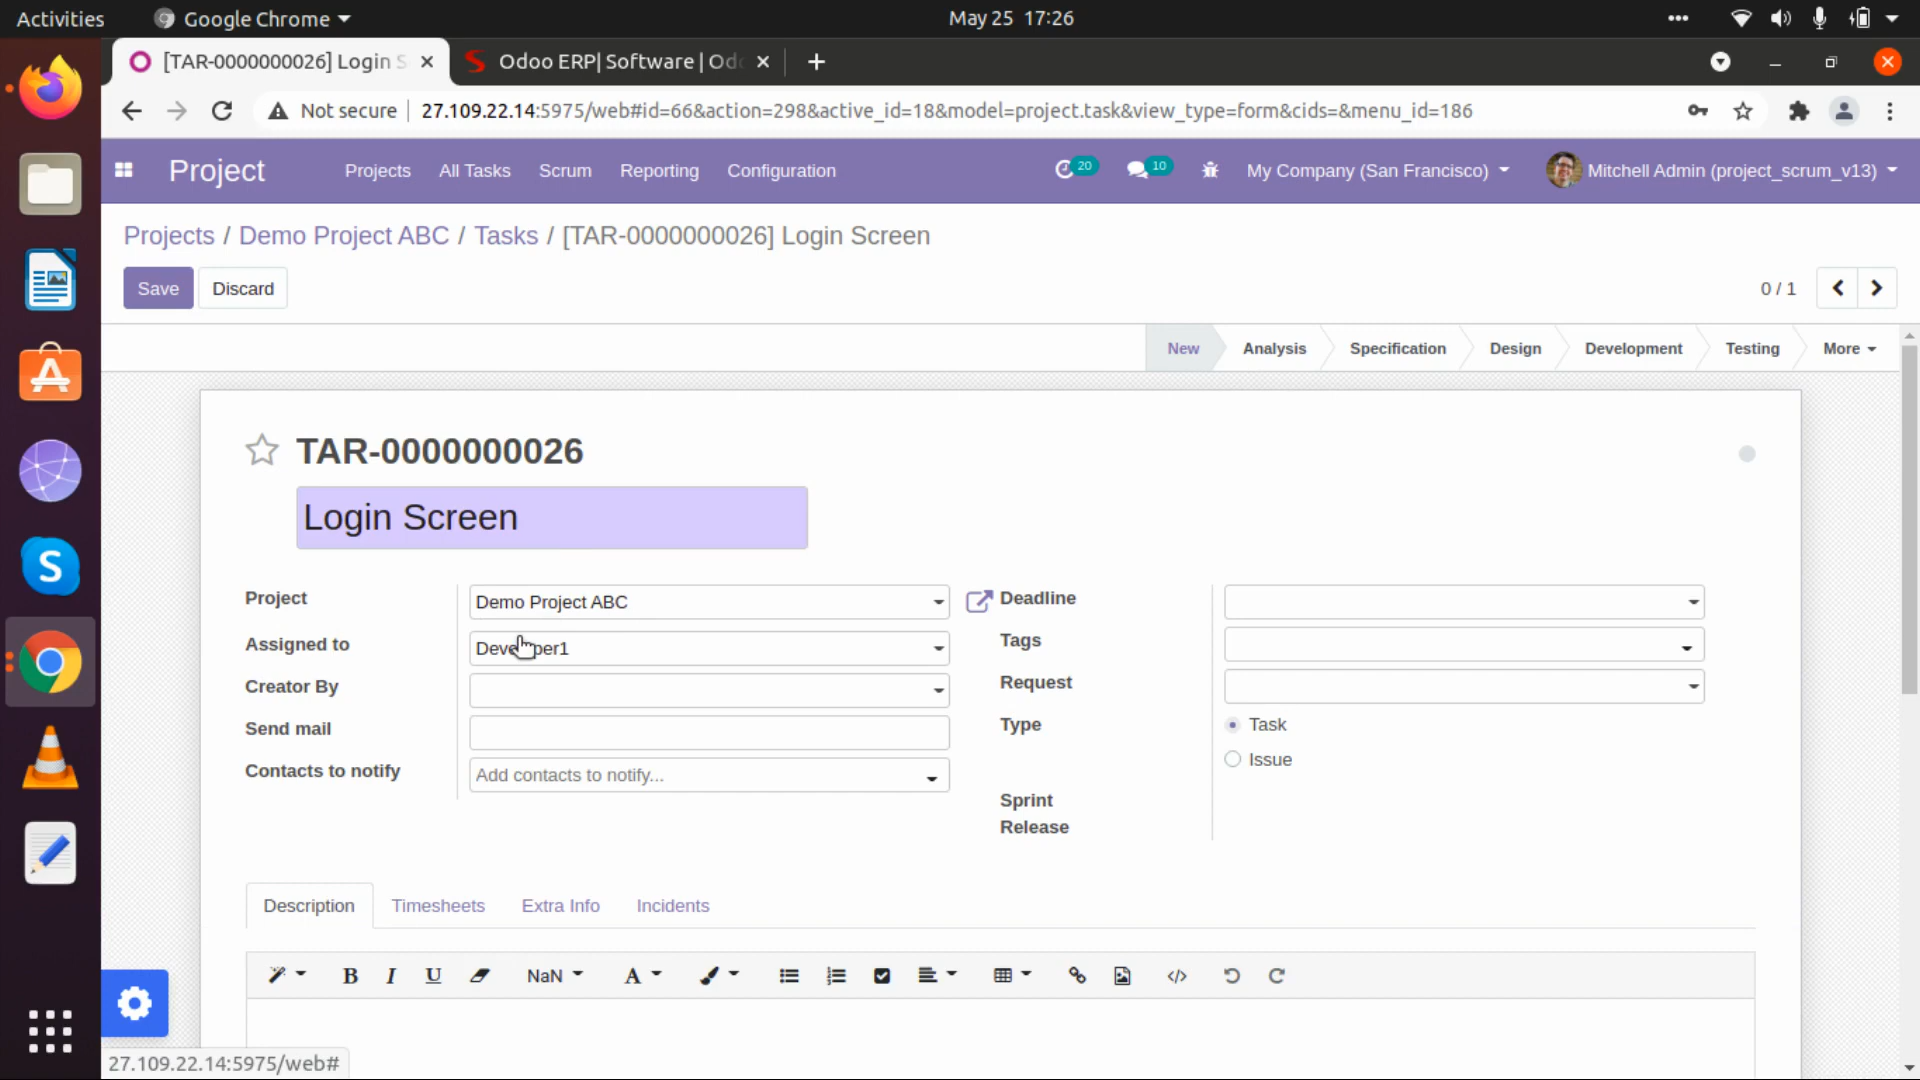 Activities Google Chrome May 25 17:26
[TAR-0000000026] Login S Odoo ERP| Software | Od
Not secure 27.109.22.14:5975/web#id=66&action=298&active_id=18&model=project.task&view_type=form&cids=&menu_id=186
Project Projects All Tasks Scrum Reporting Configuration 20 10 My Company (San Francisco) Mitchell Admin (project_scrum_v13)
Projects / Demo Project ABC / Tasks / [TAR-0000000026] Login Screen
Save Discard 0 / 1
New Analysis Specification Design Development Testing More
TAR-0000000026
Login Screen
Project Demo Project ABC Deadline
Assigned to Developer1 Tags
Creator By Request
Send mail Type Task
Contacts to notify Add contacts to notify... Issue
Sprint
Release
Description Timesheets Extra Info Incidents
B I U NaN A
27.109.22.14:5975/web#